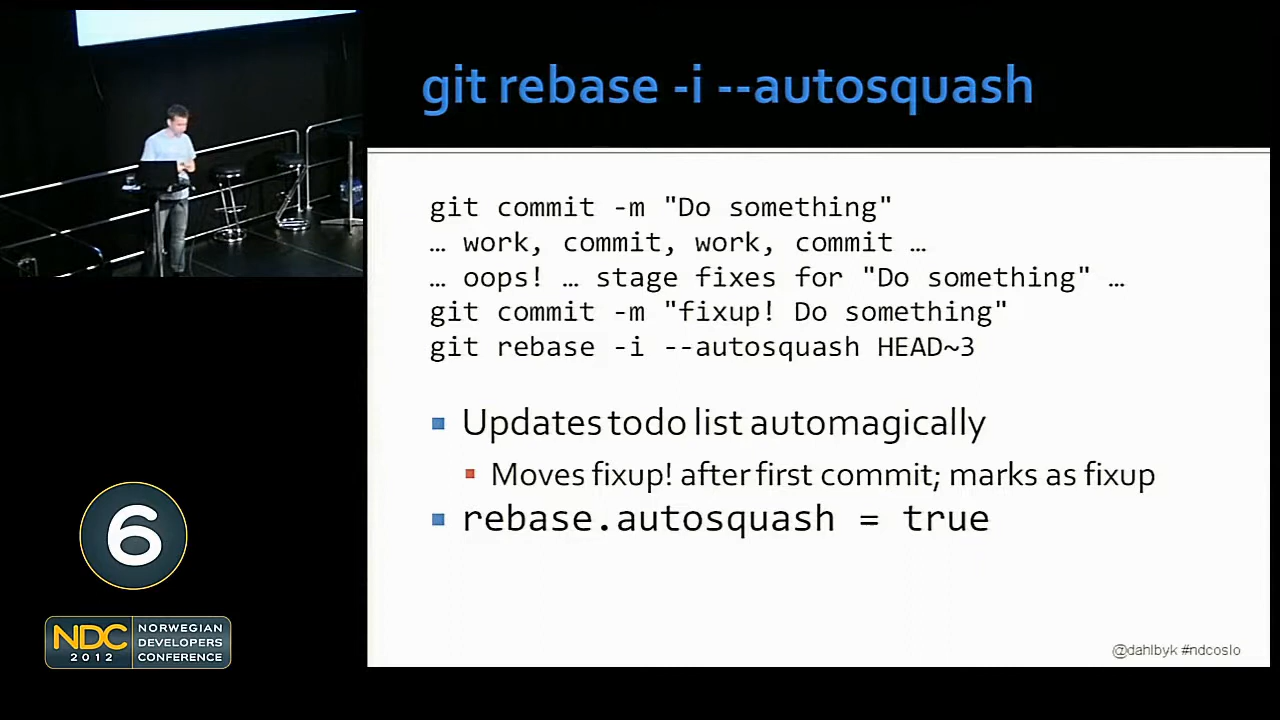 git rebase -i --autosquash
git commit -m "Do something"
… work, commit, work, commit …
… oops! … stage fixes for "Do something" …
git commit -m "fixup! Do something"
git rebase -i --autosquash HEAD~3
Updates todo list automagically
Moves fixup! after first commit; marks as fixup
rebase.autosquash = true
6
NDC
2012
NORWEGIAN
DEVELOPERS
CONFERENCE
@dahlbyk #ndcoslo